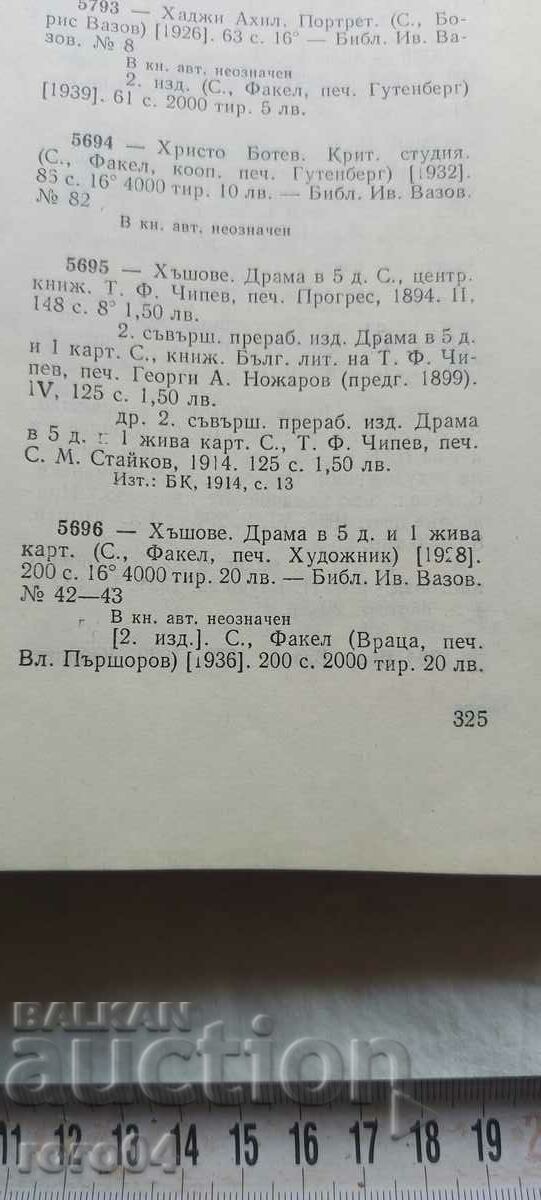 5793 — Хаджи Ахил. Портрет. (С., Бо-
рис Вазов) [1926]. 63 с. 16° — Библ. Ив. Ва-
зов. № 8
В кн. авт. неозначен
2. изд. (С., Факел, печ. Гутенберг)
[1939]. 61 с. 2000 тир. 5 лв.
5694 — Христо Ботев. Крит. студия.
(С., Факел, кооп. печ. Гутенберг) [1932].
85 с. 16° 4000 тир. 10 лв. — Библ. Ив. Вазов.
№ 82
В кн. авт. неозначен
5695 — Хъшове. Драма в 5 д. С., центр.
книж. Т. Ф. Чипев, печ. Прогрес, 1894. II,
148 с. 8° 1,50 лв.
2. съвърш. прераб. изд. Драма в 5 д.
и 1 карт. С., книж. Бълг. лит. на Т. Ф. Чи-
пев, печ. Георги А. Ножаров (предг. 1899).
IV, 125 с. 1,50 лв.
др. 2. съвърш. прераб. изд. Драма
в 5 д. 1 жива карт. С., Т. Ф. Чипев, печ.
С. М. Стайков, 1914. 125 с. 1,50 лв.
Изт.: БК, 1914, с. 13
5696 — Хъшове. Драма в 5 д. и 1 жива
карт. (С., Факел, печ. Художник) [1928].
200 с. 16° 4000 тир. 20 лв. — Библ. Ив. Вазов.
№ 42—43
В кн. авт. неозначен
[2. изд.]. С., Факел (Враца, печ.
Вл. Пършоров) [1936]. 200 с. 2000 тир. 20 лв.
325
BALKAN
auction
11 12 13 14 15 16 17 18 19 2
rero04